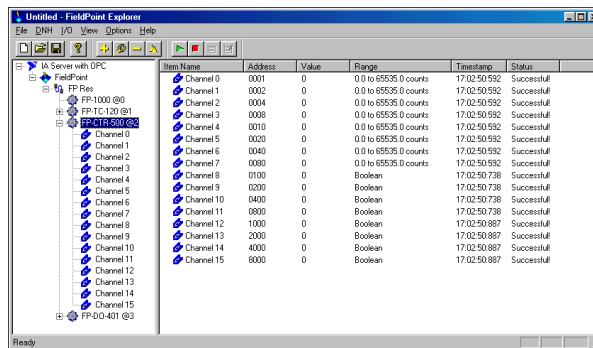 Untitled - FieldPoint Explorer
File DNH I/O View Options Help
IA Server with OPC
FieldPoint
FP Res
FP-1000 @0
FP-TC-120 @1
FP-CTR-500 @2
Channel 0
Channel 1
Channel 2
Channel 3
Channel 4
Channel 5
Channel 6
Channel 7
Channel 8
Channel 9
Channel 10
Channel 11
Channel 12
Channel 13
Channel 14
Channel 15
FP-DO-401 @3
Item Name Address Value Range Timestamp Status
Channel 0 0001 0 0.0 to 65535.0 counts 17:02:50:592 Successful!
Channel 1 0002 0 0.0 to 65535.0 counts 17:02:50:592 Successful!
Channel 2 0004 0 0.0 to 65535.0 counts 17:02:50:592 Successful!
Channel 3 0008 0 0.0 to 65535.0 counts 17:02:50:592 Successful!
Channel 4 0010 0 0.0 to 65535.0 counts 17:02:50:592 Successful!
Channel 5 0020 0 0.0 to 65535.0 counts 17:02:50:592 Successful!
Channel 6 0040 0 0.0 to 65535.0 counts 17:02:50:592 Successful!
Channel 7 0080 0 0.0 to 65535.0 counts 17:02:50:592 Successful!
Channel 8 0100 0 Boolean 17:02:50:738 Successful!
Channel 9 0200 0 Boolean 17:02:50:738 Successful!
Channel 10 0400 0 Boolean 17:02:50:738 Successful!
Channel 11 0800 0 Boolean 17:02:50:738 Successful!
Channel 12 1000 0 Boolean 17:02:50:887 Successful!
Channel 13 2000 0 Boolean 17:02:50:887 Successful!
Channel 14 4000 0 Boolean 17:02:50:887 Successful!
Channel 15 8000 0 Boolean 17:02:50:887 Successful!
Ready